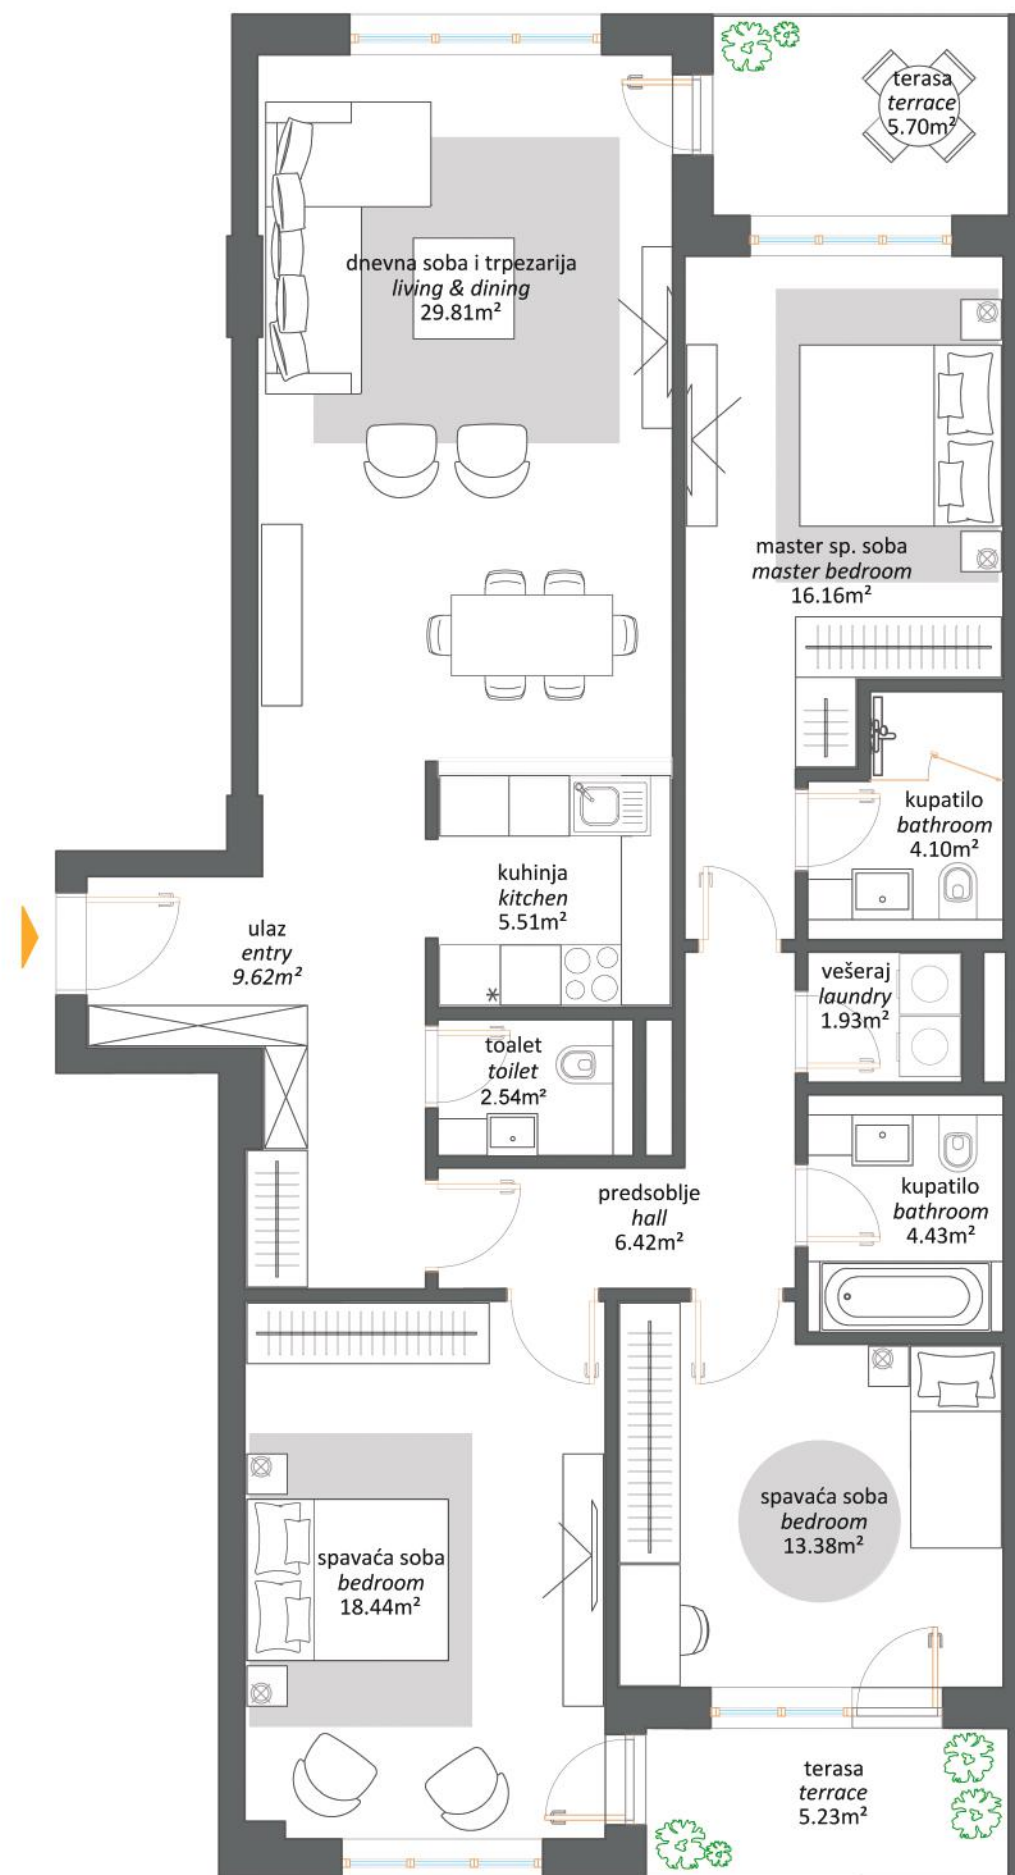 terasa
terrace
5.70m²
dnevna soba i trpezarija
living & dining
29.81m²
master sp. soba
master bedroom
16.16m²
kupatilo
bathroom
4.10m²
kuhinja
kitchen
5.51m²
ulaz
entry
9.62m²
vešeraj
laundry
1.93m²
toalet
toilet
2.54m²
predsoblje
hall
6.42m²
kupatilo
bathroom
4.43m²
spavaća soba
bedroom
13.38m²
spavaća soba
bedroom
18.44m²
terasa
terrace
5.23m²